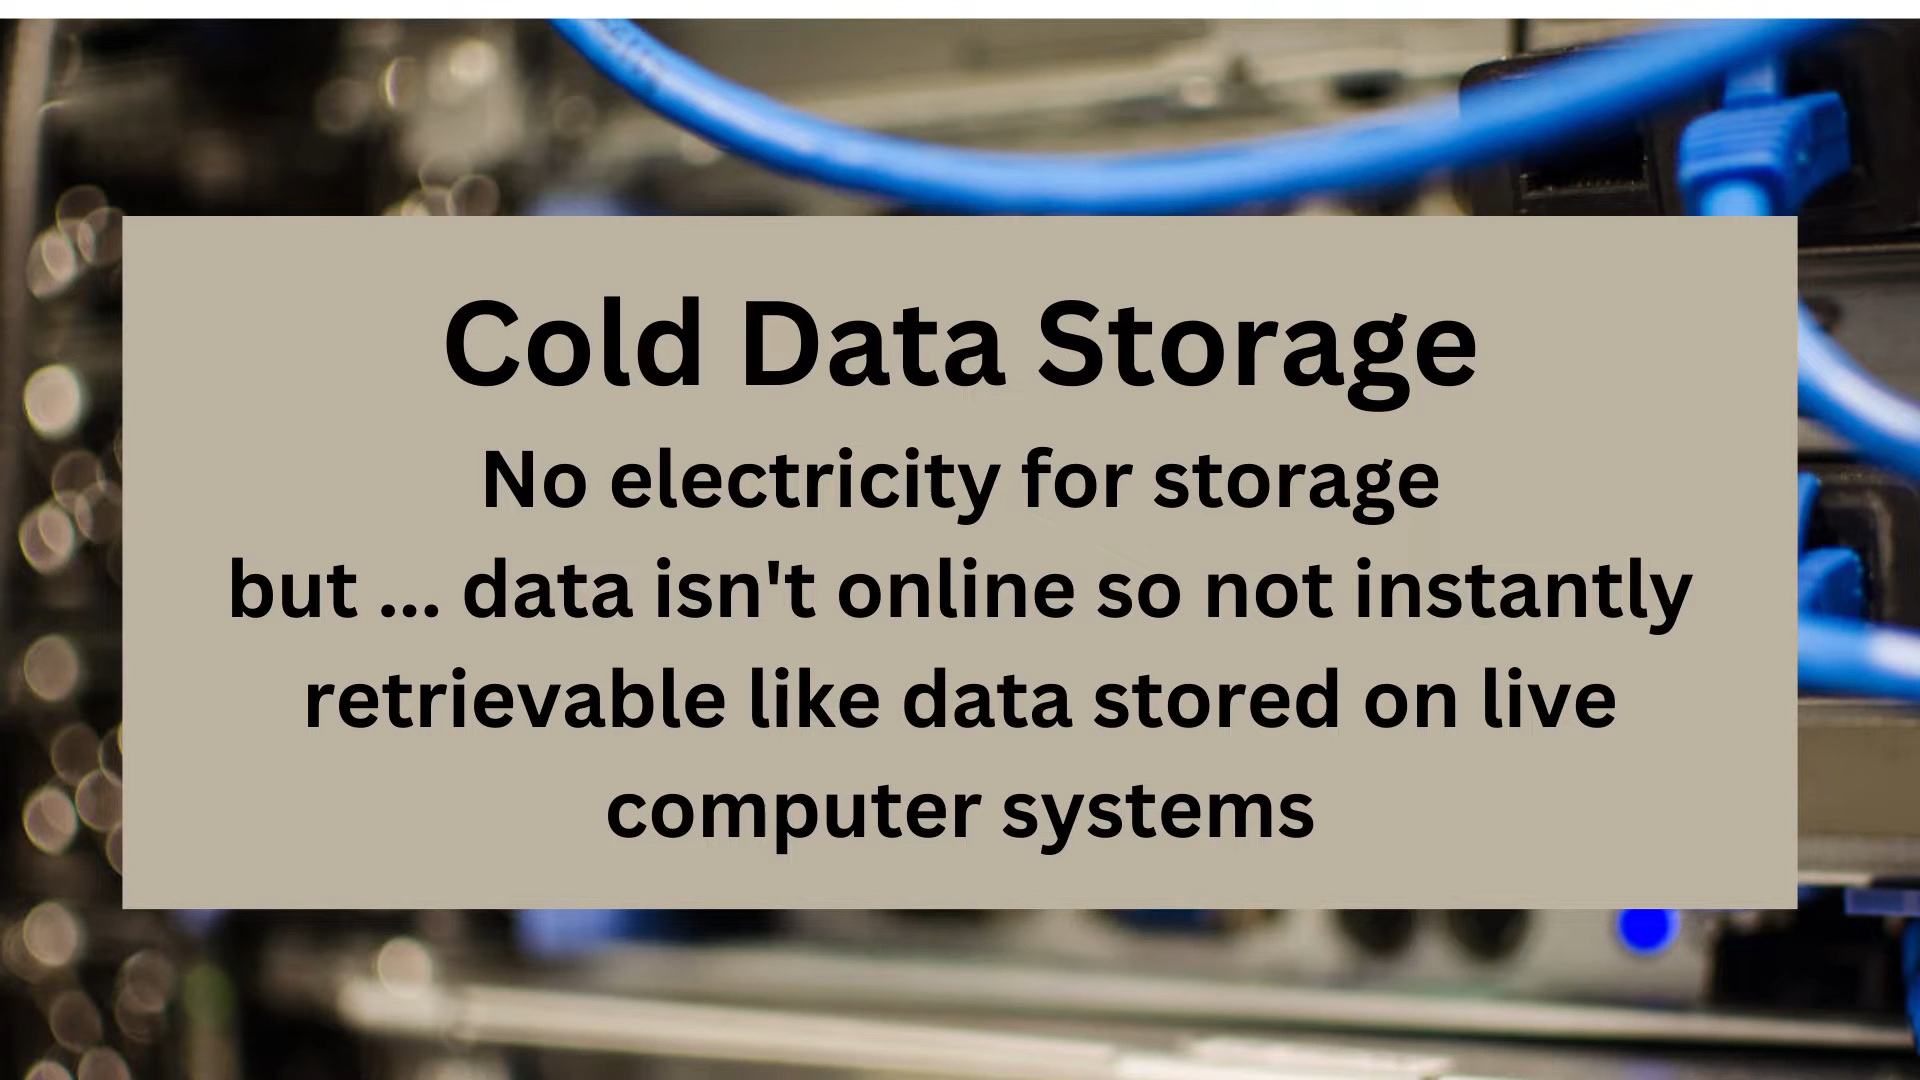 Cold Data Storage
No electricity for storage
but ... data isn't online so not instantly
retrievable like data stored on live
computer systems